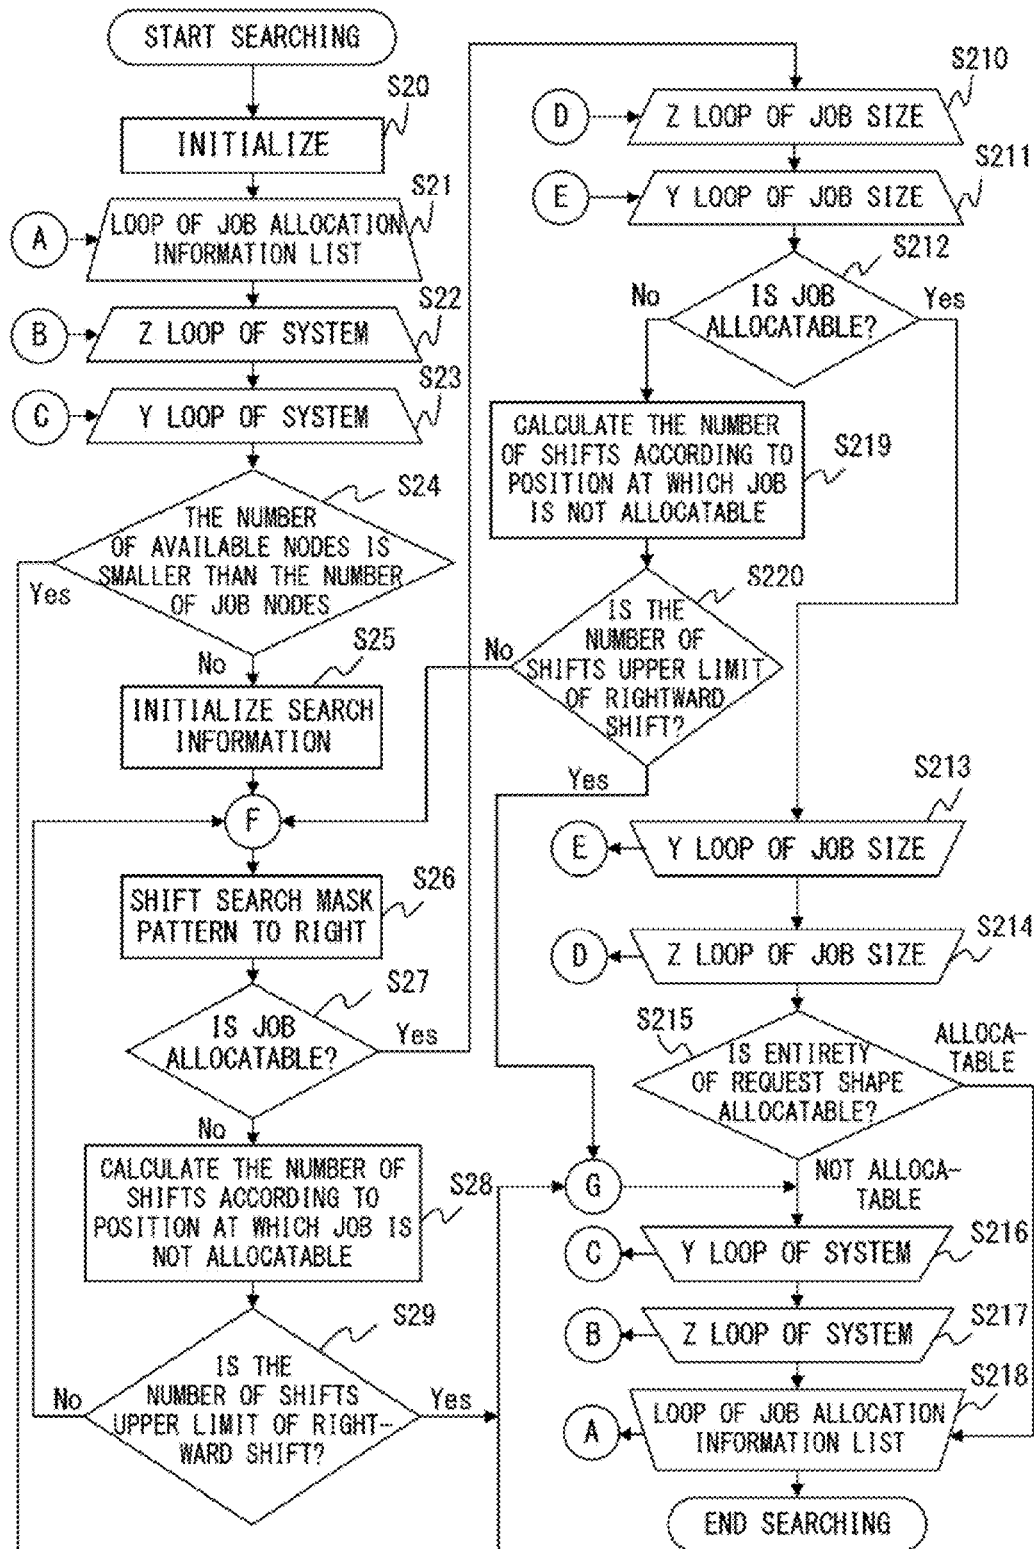 START SEARCHING
S20
INITIALIZE
S21
LOOP OF JOB ALLOCATION
INFORMATION LIST
A
S22
Z LOOP OF SYSTEM
B
S23
Y LOOP OF SYSTEM
C
S24
THE NUMBER
OF AVAILABLE NODES IS
SMALLER THAN THE NUMBER
OF JOB NODES
Yes
No
S25
INITIALIZE SEARCH
INFORMATION
F
S26
SHIFT SEARCH MASK
PATTERN TO RIGHT
S27
IS JOB
ALLOCATABLE?
Yes
No
S28
CALCULATE THE NUMBER OF
SHIFTS ACCORDING TO
POSITION AT WHICH JOB IS
NOT ALLOCATABLE
S29
IS THE
NUMBER OF SHIFTS
UPPER LIMIT OF RIGHT-
WARD SHIFT?
No
Yes
S210
D
Z LOOP OF JOB SIZE
S211
E
Y LOOP OF JOB SIZE
S212
IS JOB
ALLOCATABLE?
No
Yes
S219
CALCULATE THE NUMBER
OF SHIFTS ACCORDING TO
POSITION AT WHICH JOB
IS NOT ALLOCATABLE
S220
IS THE
NUMBER OF
SHIFTS UPPER LIMIT
OF RIGHTWARD
SHIFT?
No
Yes
S213
E
Y LOOP OF JOB SIZE
S214
D
Z LOOP OF JOB SIZE
S215
IS ENTIRETY
OF REQUEST SHAPE
ALLOCATABLE?
ALLOCA-
TABLE
G
NOT ALLOCA-
TABLE
S216
C
Y LOOP OF SYSTEM
S217
B
Z LOOP OF SYSTEM
S218
A
LOOP OF JOB ALLOCATION
INFORMATION LIST
END SEARCHING